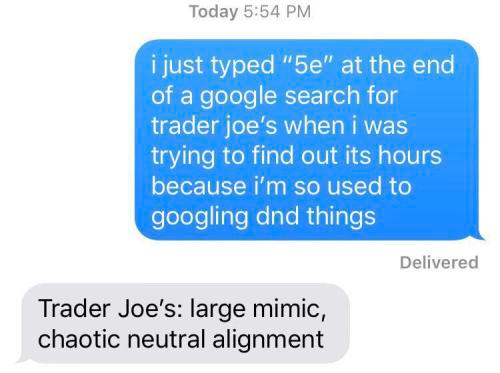 Today 5:54 PM
i just typed “5e” at the end
of a google search for
trader joe’s when i was
trying to find out its hours
because i’m so used to
googling dnd things
Delivered
Trader Joe’s: large mimic,
chaotic neutral alignment